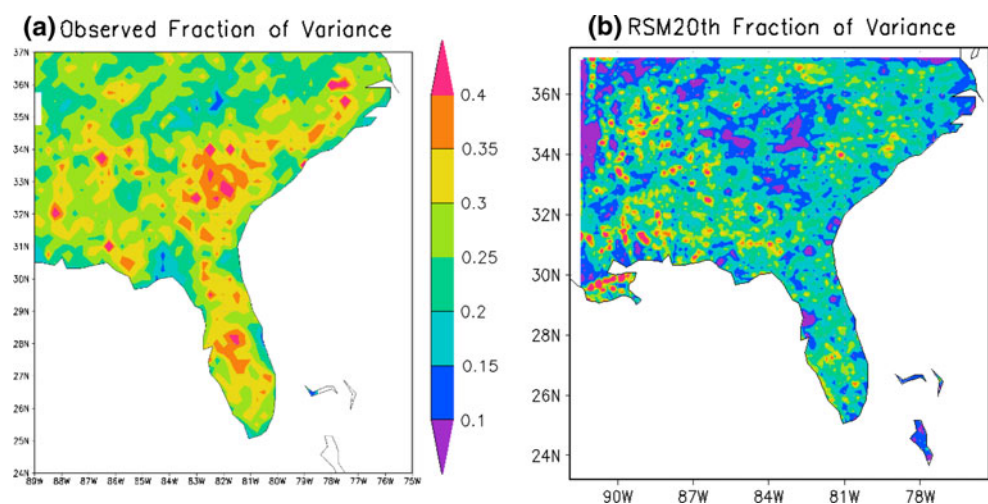 (a) Observed Fraction of Variance
37N
36N
35N
34N
33N
32N
31N
30N
29N
28N
27N
26N
25N
24N
89W 88W 87W 86W 85W 84W 83W 82W 81W 80W 79W 78W 77W 76W 75W
0.4
0.35
0.3
0.25
0.2
0.15
0.1
(b) RSM20th Fraction of Variance
36N
34N
32N
30N
28N
26N
24N
90W 87W 84W 81W 78W